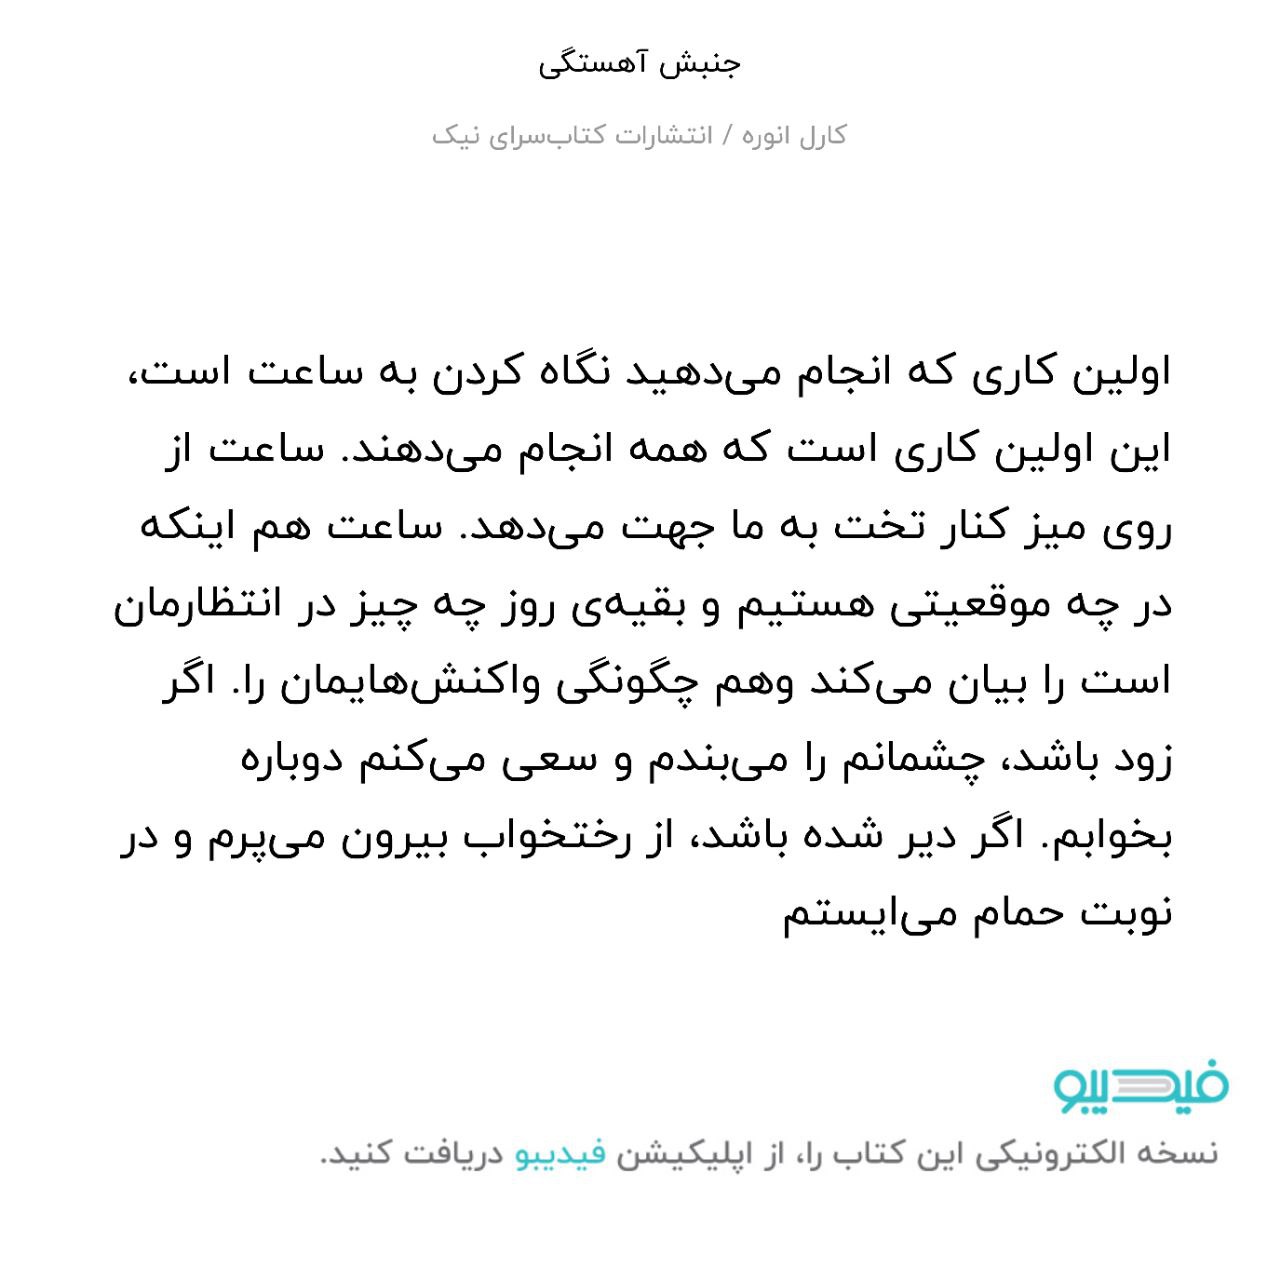 جنبش آهستگی
کارل انوره / انتشارات کتاب‌سرای نیک
اولین کاری که انجام می‌دهید نگاه کردن به ساعت است،
این اولین کاری است که همه انجام می‌دهند. ساعت از
روی میز کنار تخت به ما جهت می‌دهد. ساعت هم اینکه
در چه موقعیتی هستیم و بقیه‌ی روز چه چیز در انتظارمان
است را بیان می‌کند وهم چگونگی واکنش‌هایمان را. اگر
زود باشد، چشمانم را می‌بندم و سعی می‌کنم دوباره
بخوابم. اگر دیر شده باشد، از رختخواب بیرون می‌پرم و در
نوبت حمام می‌ایستم
فیدیبو
نسخه الکترونیکی این کتاب را، از اپلیکیشن فیدیبو دریافت کنید.